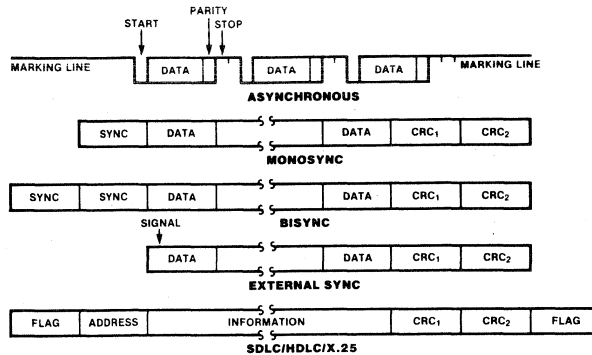 PARITY
START STOP
MARKING LINE DATA DATA DATA MARKING LINE
ASYNCHRONOUS
SYNC DATA DATA CRC1 CRC2
MONOSYNC
SYNC SYNC DATA DATA CRC1 CRC2
BISYNC
SIGNAL
DATA DATA CRC1 CRC2
EXTERNAL SYNC
FLAG ADDRESS INFORMATION CRC1 CRC2 FLAG
SDLC/HDLC/X.25